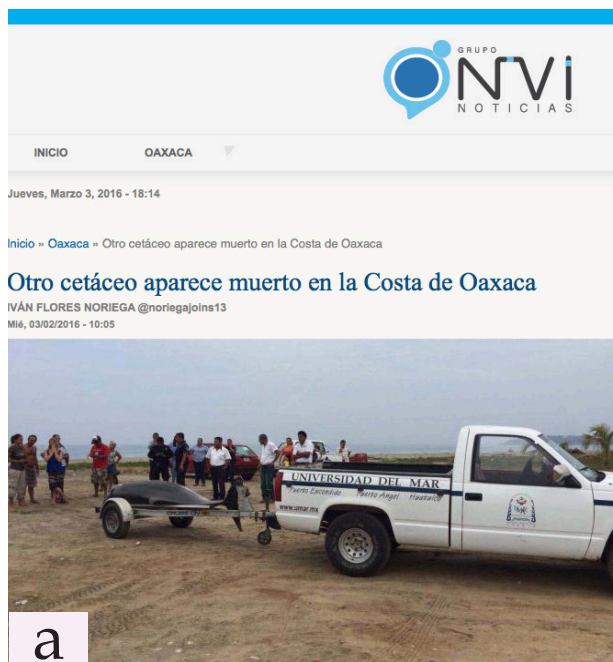 GRUPO
NVI
NOTICIAS
INICIO OAXACA
Jueves, Marzo 3, 2016 - 18:14
Inicio » Oaxaca » Otro cetáceo aparece muerto en la Costa de Oaxaca
Otro cetáceo aparece muerto en la Costa de Oaxaca
IVÁN FLORES NORIEGA @noriegajoins13
Mié, 03/02/2016 - 10:05
UNIVERSIDAD DEL MAR
Puerto Escondido Puerto Ángel Huatulco
www.umar.mx
a